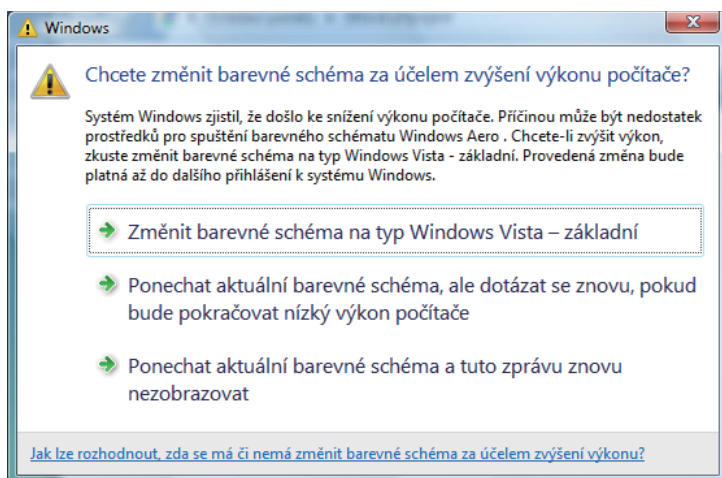 Windows
Chcete změnit barevné schéma za účelem zvýšení výkonu počítače?
Systém Windows zjistil, že došlo ke snížení výkonu počítače. Příčinou může být nedostatek
prostředků pro spuštění barevného schématu Windows Aero . Chcete-li zvýšit výkon,
zkuste změnit barevné schéma na typ Windows Vista - základní. Provedená změna bude
platná až do dalšího přihlášení k systému Windows.
Změnit barevné schéma na typ Windows Vista – základní
Ponechat aktuální barevné schéma, ale dotázat se znovu, pokud
bude pokračovat nízký výkon počítače
Ponechat aktuální barevné schéma a tuto zprávu znovu
nezobrazovat
Jak lze rozhodnout, zda se má či nemá změnit barevné schéma za účelem zvýšení výkonu?